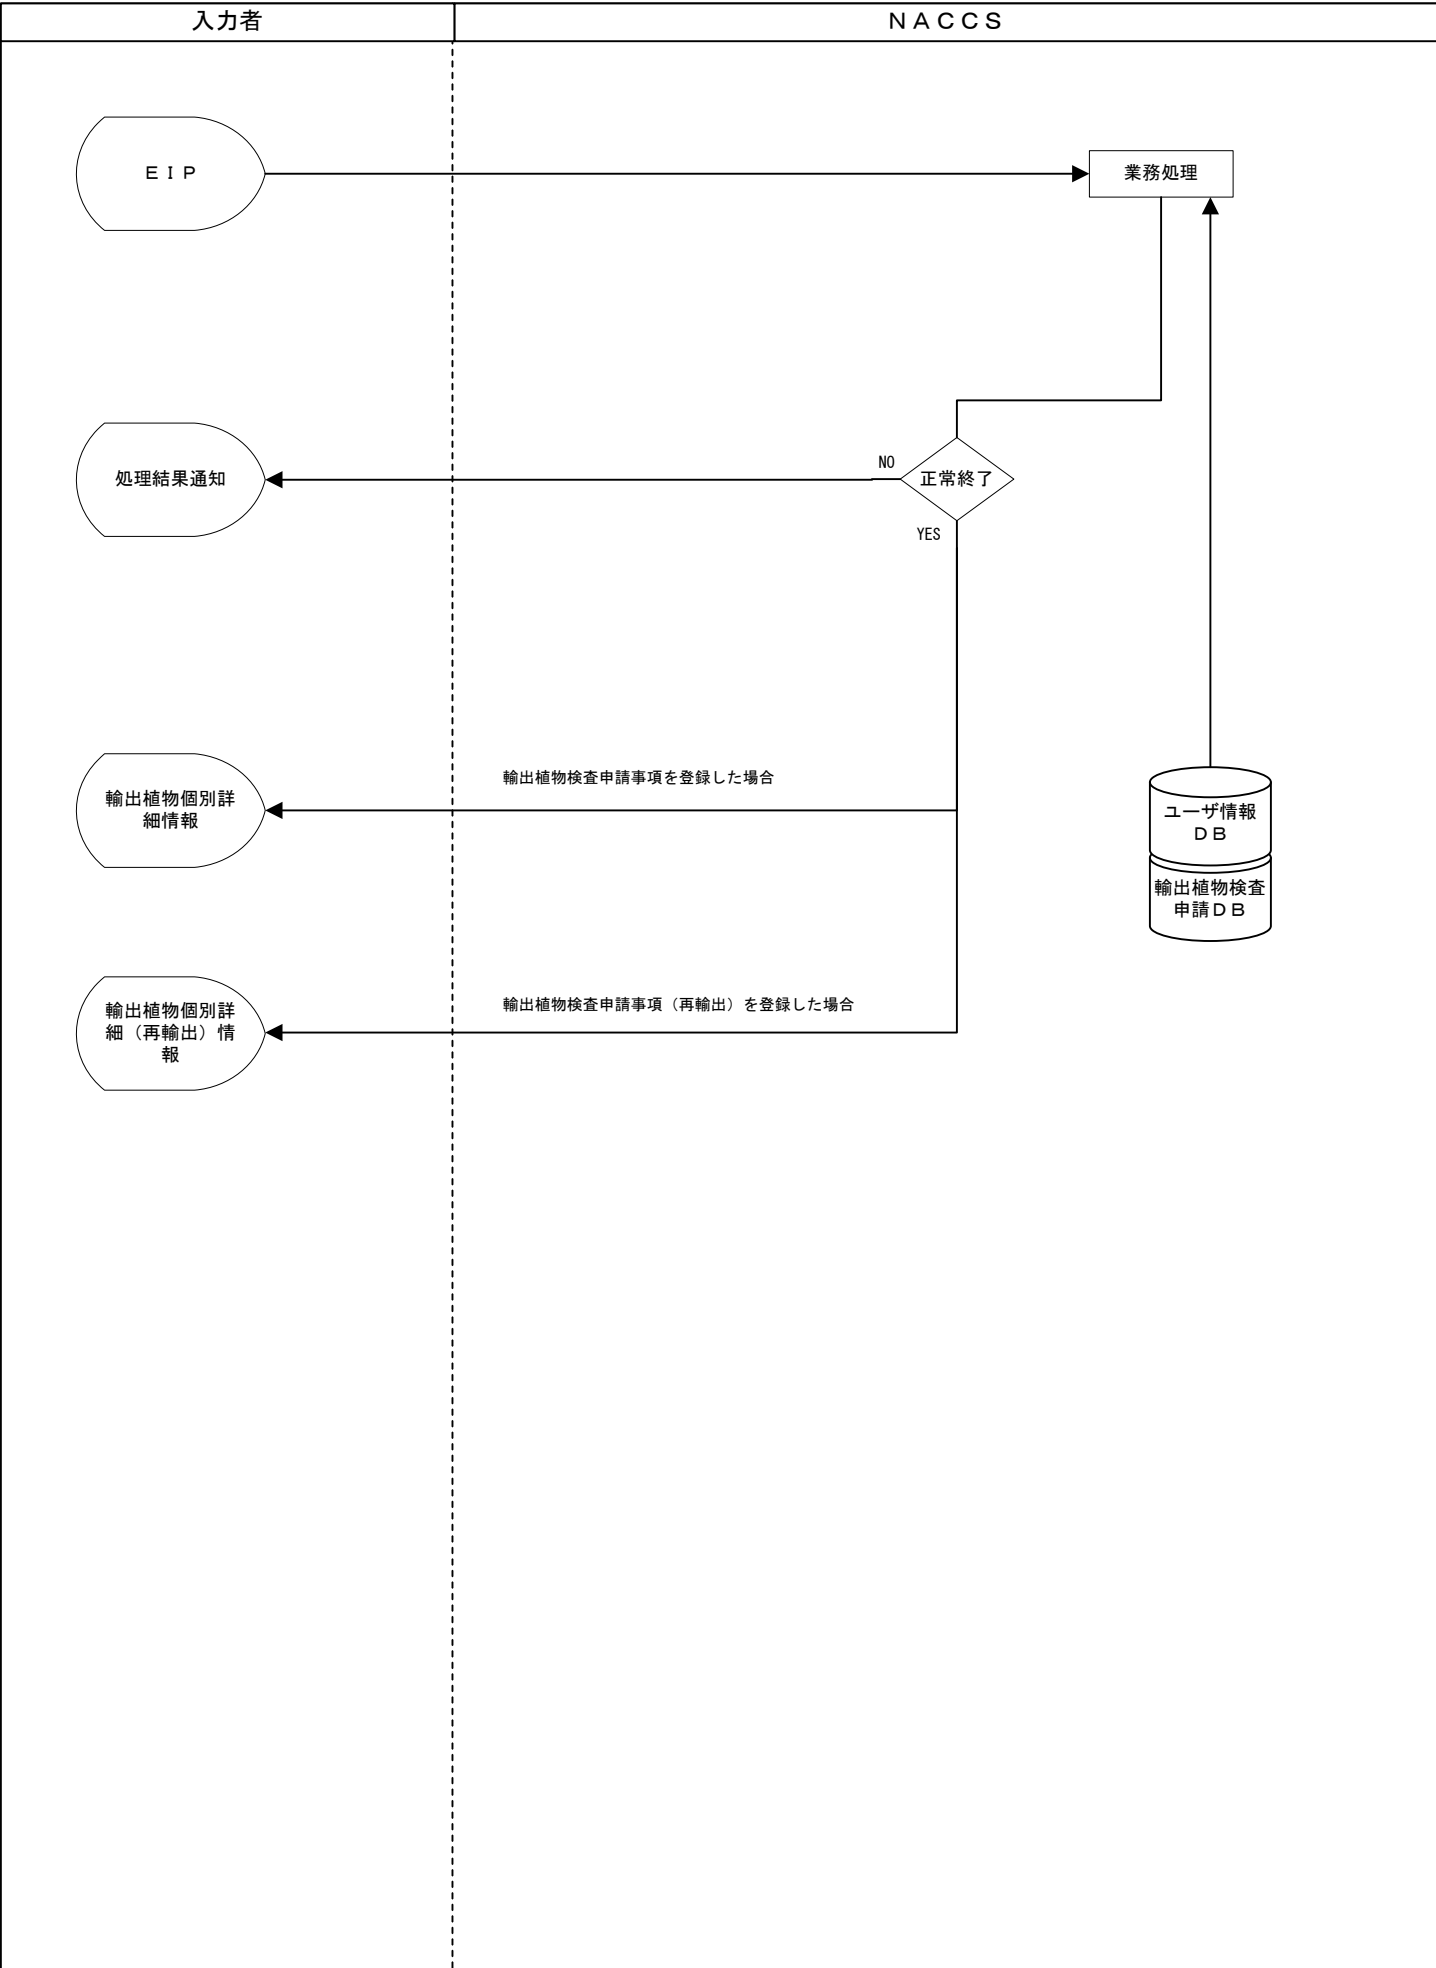 入力者
ＮＡＣＣＳ
ＥＩＰ
業務処理
処理結果通知
NO
正常終了
YES
輸出植物個別詳
細情報
輸出植物検査申請事項を登録した場合
ユーザ情報
ＤＢ
輸出植物検査
申請ＤＢ
輸出植物個別詳
細（再輸出）情
報
輸出植物検査申請事項（再輸出）を登録した場合